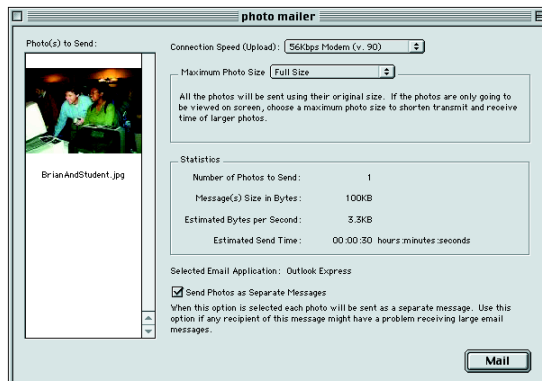 photo mailer
Photo(s) to Send:
BrianAndStudent.jpg
Connection Speed (Upload): 56Kbps Modem (v. 90)
Maximum Photo Size Full Size
All the photos will be sent using their original size. If the photos are only going
to be viewed on screen, choose a maximum photo size to shorten transmit and receive
time of larger photos.
Statistics
Number of Photos to Send: 1
Message(s) Size in Bytes: 100KB
Estimated Bytes per Second: 3.3KB
Estimated Send Time: 00:00:30 hours:minutes:seconds
Selected Email Application: Outlook Express
Send Photos as Separate Messages
When this option is selected each photo will be sent as a separate message. Use this
option if any recipient of this message might have a problem receiving large email
messages.
Mail